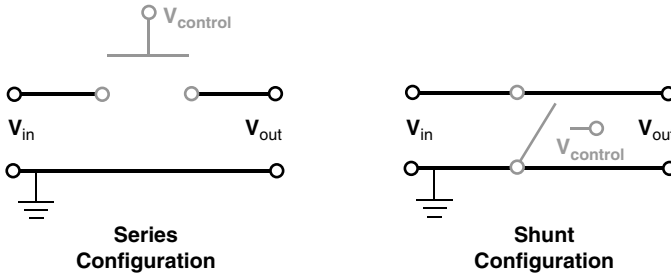 Vcontrol
Vin
Vout
Vin
Vout
Vcontrol
Series
Configuration
Shunt
Configuration